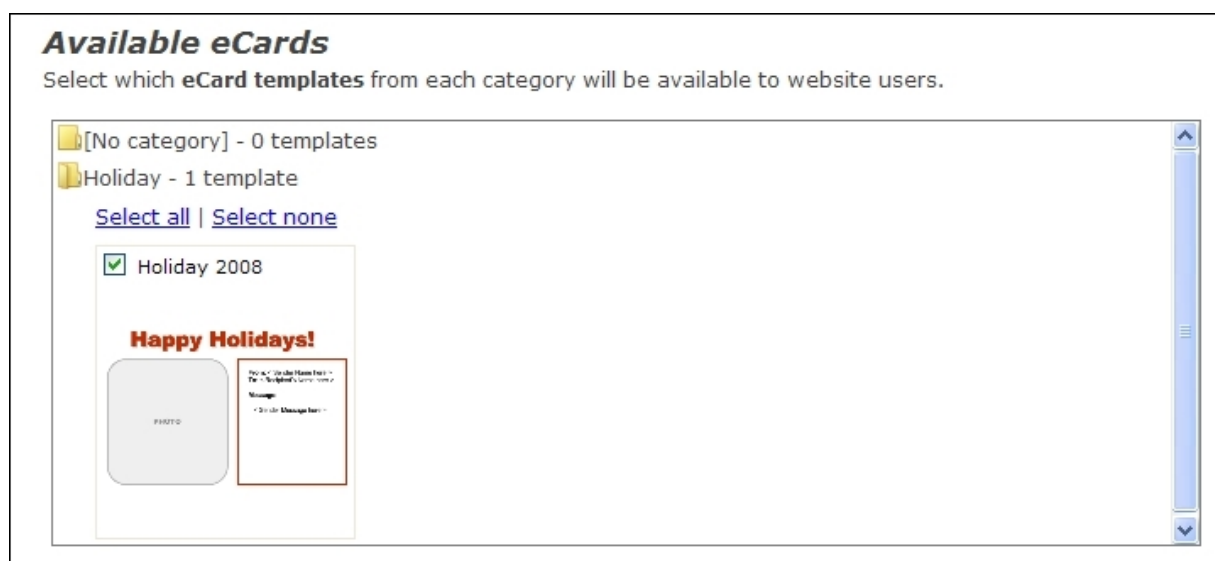 Available eCards
Select which eCard templates from each category will be available to website users.
[No category] - 0 templates
Holiday - 1 template
Select all | Select none
Holiday 2008
Happy Holidays!
PHOTO
Message: